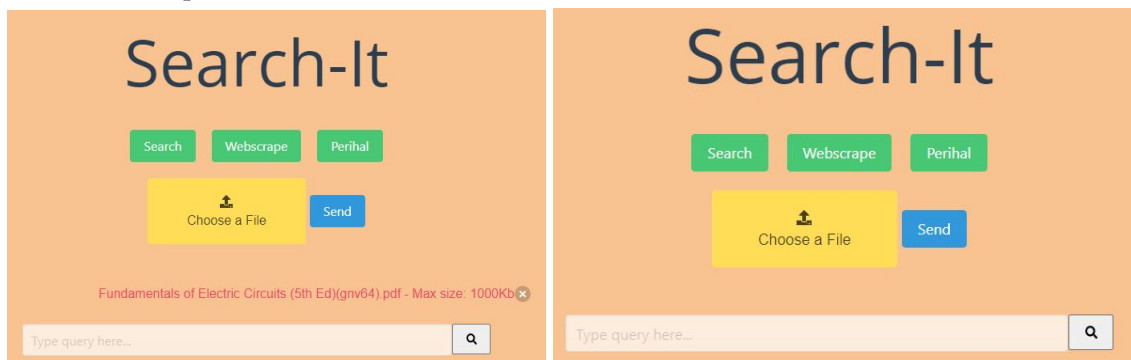 Search-It
Search Webscrape Perihal
Choose a File
Send
Fundamentals of Electric Circuits (5th Ed)(gnv64).pdf - Max size: 1000Kb
Type query here...
Search-It
Search Webscrape Perihal
Choose a File
Send
Type query here...